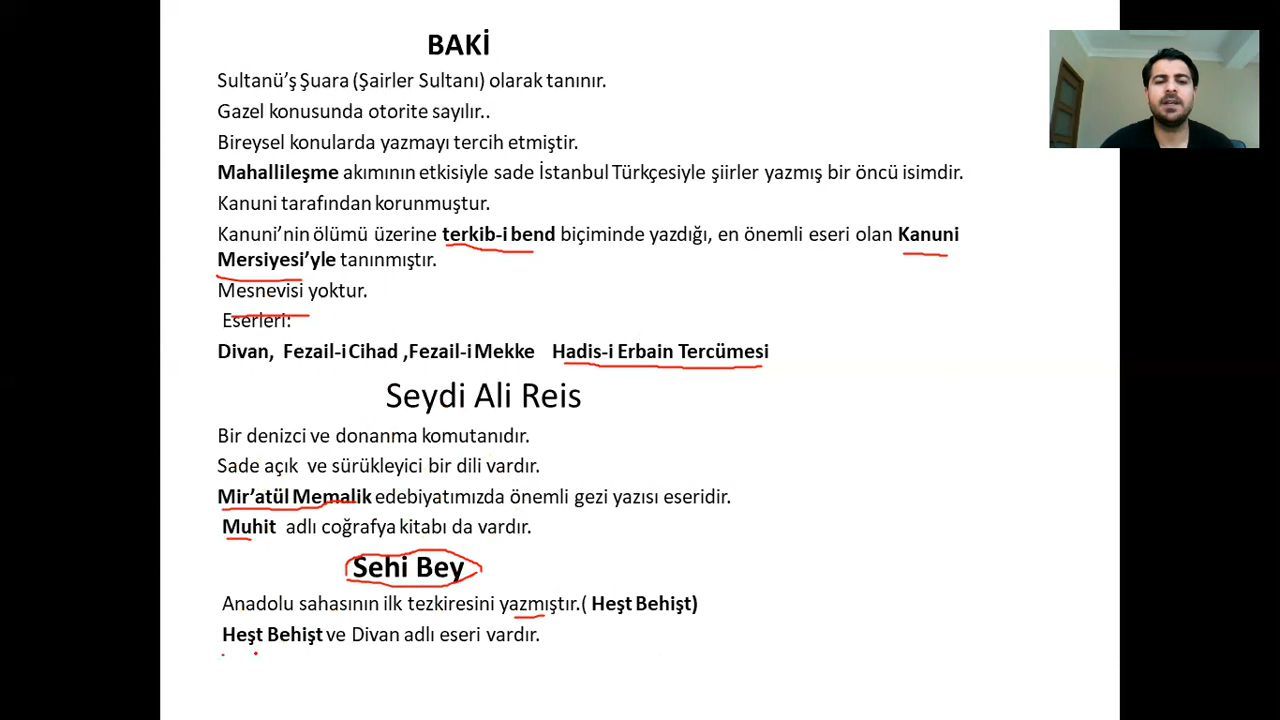 BAKİ
Sultanü’ş Şuara (Şairler Sultanı) olarak tanınır.
Gazel konusunda otorite sayılır..
Bireysel konularda yazmayı tercih etmiştir.
Mahallileşme akımının etkisiyle sade İstanbul Türkçesiyle şiirler yazmış bir öncü isimdir.
Kanuni tarafından korunmuştur.
Kanuni’nin ölümü üzerine terkib-i bend biçiminde yazdığı, en önemli eseri olan Kanuni
Mersiyesi’yle tanınmıştır.
Mesnevisi yoktur.
Eserleri:
Divan, Fezail-i Cihad ,Fezail-i Mekke Hadis-i Erbain Tercümesi
Seydi Ali Reis
Bir denizci ve donanma komutanıdır.
Sade açık ve sürükleyici bir dili vardır.
Mir’atül Memalik edebiyatımızda önemli gezi yazısı eseridir.
Muhit adlı coğrafya kitabı da vardır.
Sehi Bey
Anadolu sahasının ilk tezkiresini yazmıştır.( Heşt Behişt)
Heşt Behişt ve Divan adlı eseri vardır.